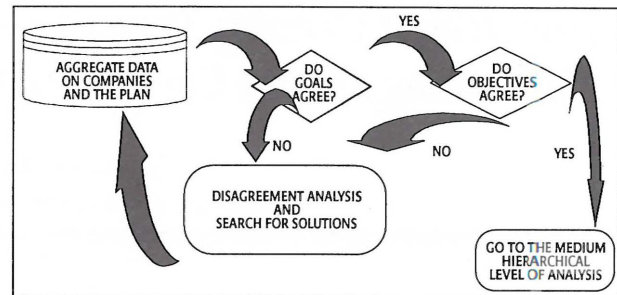 AGGREGATE DATA
ON COMPANIES
AND THE PLAN
DO
GOALS
AGREE?
YES
DO
OBJECTIVES
AGREE?
NO
NO
YES
DISAGREEMENT ANALYSIS
AND
SEARCH FOR SOLUTIONS
GO TO THE MEDIUM
HIERARCHICAL
LEVEL OF ANALYSIS